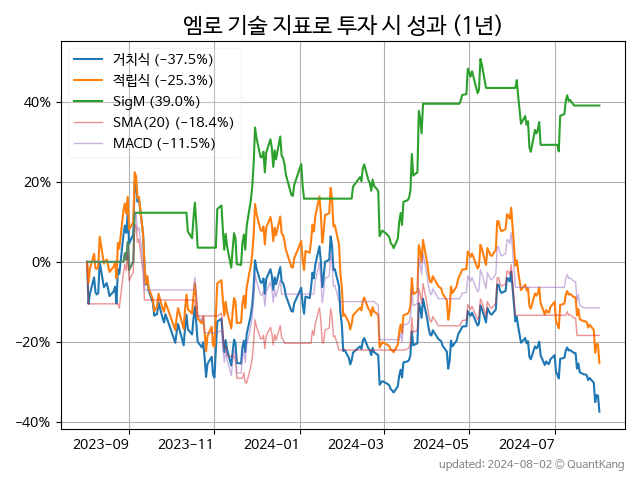 엠로 기술 지표로 투자 시 성과 (1년)
거치식 (−37.5%)
적립식 (−25.3%)
SigM (39.0%)
SMA(20) (−18.4%)
MACD (−11.5%)
40%
20%
0%
−20%
−40%
2023-09 2023-11 2024-01 2024-03 2024-05 2024-07
updated: 2024-08-02 © QuantKang